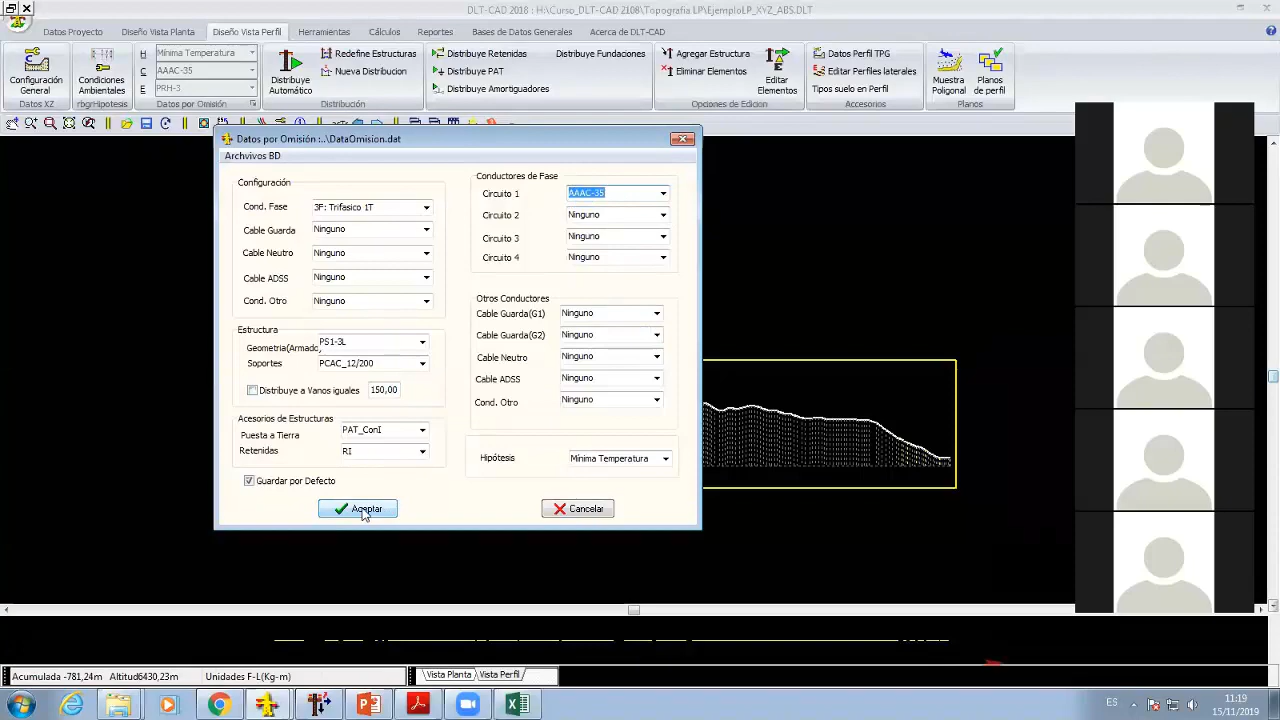 DLT-CAD 2018 : H:\Curso_DLT-CAD 2108\Topografia LP\EjemploLP_XYZ_ABS.DLT
Datos Proyecto
Diseño Vista Planta
Diseño Vista Perfil
Herramientas
Cálculos
Reportes
Bases de Datos Generales
Acerca de DLT-CAD
Configuración
General
Datos XZ
Condiciones
Ambientales
rbgrHipotesis
H Mínima Temperatura
C AAAC-35
E PRH-3
Datos por Omisión
Distribuye
Automático
Redefine Estructuras
Nueva Distribucion
Distribución
Distribuye Retenidas
Distribuye PAT
Distribuye Amortiguadores
Distribuye Fundaciones
Agregar Estructura
Eliminar Elementos
Editar
Elementos
Opciones de Edicion
Datos Perfil TPG
Editar Perfiles laterales
Tipos suelo en Perfil
Accesorios
Muestra
Poligonal
Planos
de perfil
Planos
Datos por Omisión :..\DataOmision.dat
Archvivos BD
Configuración
Cond. Fase 3F: Trifasico 1T
Cable Guarda Ninguno
Cable Neutro Ninguno
Cable ADSS Ninguno
Cond. Otro Ninguno
Estructura
Geometria(Armado) PS1-3L
Soportes PCAC_12/200
Distribuye a Vanos iguales 150,00
Acesorios de Estructuras
Puesta a Tierra PAT_ConI
Retenidas RI
Guardar por Defecto
Aceptar
Conductores de Fase
Circuito 1 AAAC-35
Circuito 2 Ninguno
Circuito 3 Ninguno
Circuito 4 Ninguno
Otros Conductores
Cable Guarda(G1) Ninguno
Cable Guarda(G2) Ninguno
Cable Neutro Ninguno
Cable ADSS Ninguno
Cond. Otro Ninguno
Hipótesis Mínima Temperatura
Cancelar
Acumulada -781,24m Altitud6430,23m Unidades F-L(Kg-m)
Vista Planta
Vista Perfil
ES
11:19
15/11/2019